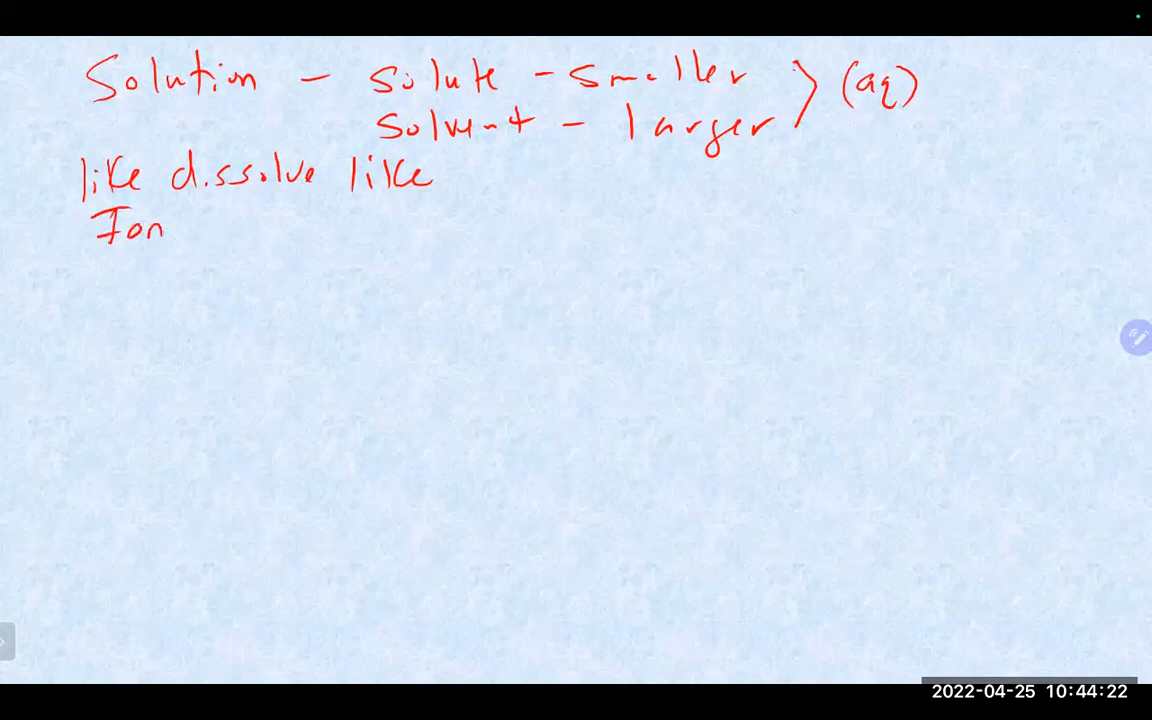 Solution - solute - smaller } (aq)
solvent - larger
like dissolve like
Ion
2022-04-25 10:44:22